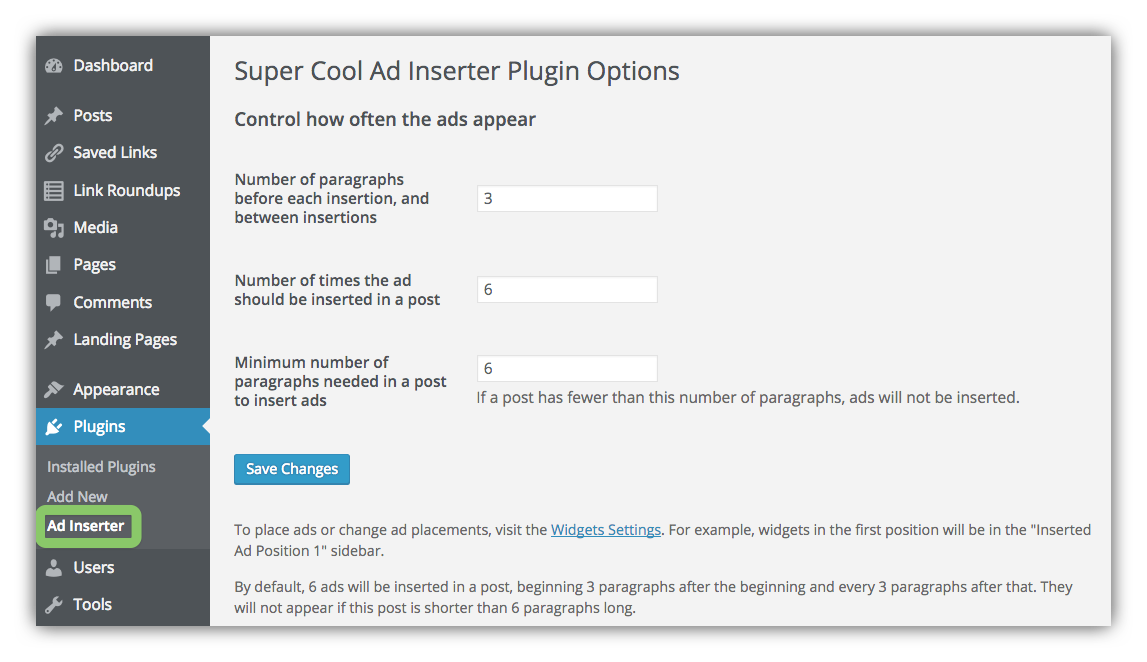 Dashboard
Posts
Saved Links
Link Roundups
Media
Pages
Comments
Landing Pages
Appearance
Plugins
Installed Plugins
Add New
Ad Inserter
Users
Tools
Super Cool Ad Inserter Plugin Options
Control how often the ads appear
Number of paragraphs
before each insertion, and
between insertions
3
Number of times the ad
should be inserted in a post
6
Minimum number of
paragraphs needed in a post
to insert ads
6
If a post has fewer than this number of paragraphs, ads will not be inserted.
Save Changes
To place ads or change ad placements, visit the Widgets Settings. For example, widgets in the first position will be in the "Inserted
Ad Position 1" sidebar.
By default, 6 ads will be inserted in a post, beginning 3 paragraphs after the beginning and every 3 paragraphs after that. They
will not appear if this post is shorter than 6 paragraphs long.